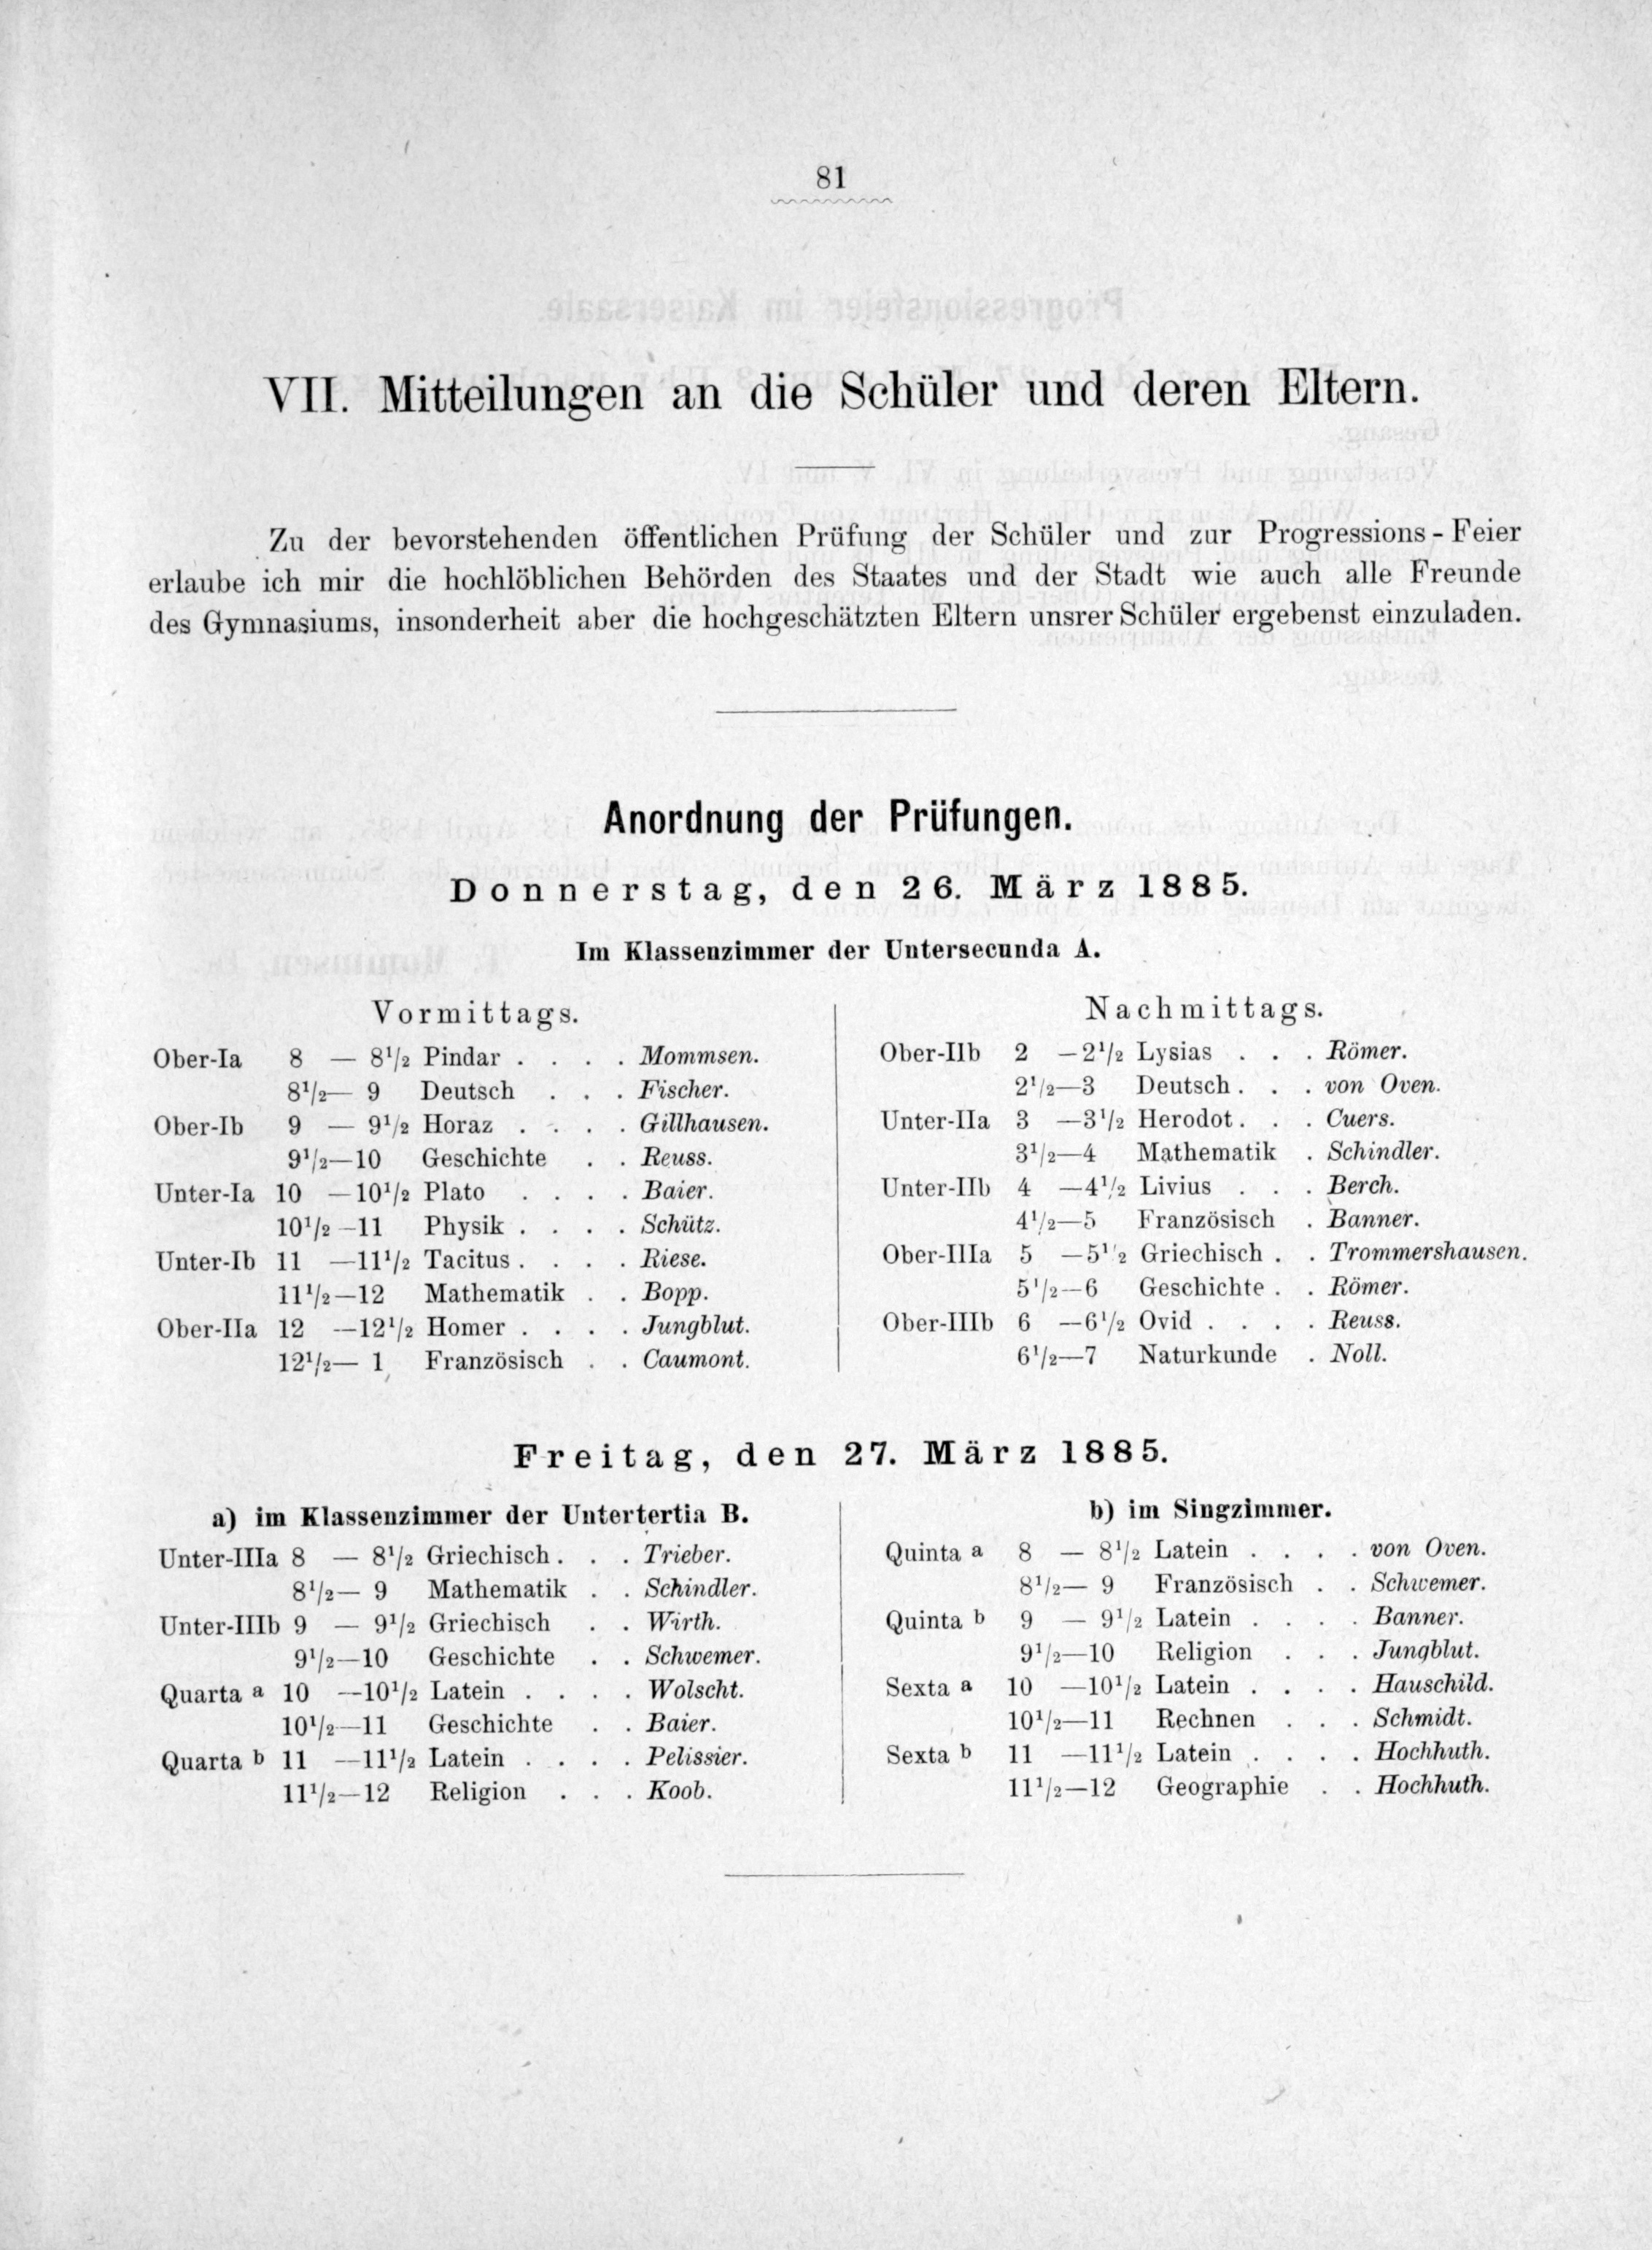 81
VII. Mitteilungen an die Schüler und deren Eltern.
Zu der bevorstehenden öffentlichen Prüfung der Schüler und zur Progressions-Feier
erlaube ich mir die hochlöblichen Behörden des Staates und der Stadt wie auch alle Freunde
des Gymnasiums, insonderheit aber die hochgeschätzten Eltern unsrer Schüler ergebenst einzuladen.
Anordnung der Prüfungen.
Donnerstag, den 26. März 1885.
Im Klassenzimmer der Untersecunda A.
Vormittags.
Ober-Ia 8 — 8½ Pindar . . . . Mommsen.
8½— 9 Deutsch . . . Fischer.
Ober-Ib 9 — 9½ Horaz . . . . Gillhausen.
9½—10 Geschichte . . Reuss.
Unter-Ia 10 —10½ Plato . . . . Baier.
10½—11 Physik . . . . Schütz.
Unter-Ib 11 —11½ Tacitus . . . . Riese.
11½—12 Mathematik . . Bopp.
Ober-IIa 12 —12½ Homer . . . . Jungblut.
12½— 1 Französisch . . Caumont.
Nachmittags.
Ober-IIb 2 —2½ Lysias . . . Römer.
2½—3 Deutsch . . . von Oven.
Unter-IIa 3 —3½ Herodot . . . Cuers.
3½—4 Mathematik . Schindler.
Unter-IIb 4 —4½ Livius . . . Berch.
4½—5 Französisch . Banner.
Ober-IIIa 5 —5½ Griechisch . . Trommershausen.
5½—6 Geschichte . . Römer.
Ober-IIIb 6 —6½ Ovid . . . . Reuss.
6½—7 Naturkunde . Noll.
Freitag, den 27. März 1885.
a) im Klassenzimmer der Untertertia B.
Unter-IIIa 8 — 8½ Griechisch . . . Trieber.
8½— 9 Mathematik . . Schindler.
Unter-IIIb 9 — 9½ Griechisch . . Wirth.
9½—10 Geschichte . . Schwemer.
Quarta a 10 —10½ Latein . . . . Wolscht.
10½—11 Geschichte . . Baier.
Quarta b 11 —11½ Latein . . . . Pelissier.
11½—12 Religion . . . Koob.
b) im Singzimmer.
Quinta a 8 — 8½ Latein . . . . von Oven.
8½— 9 Französisch . . Schwemer.
Quinta b 9 — 9½ Latein . . . . Banner.
9½—10 Religion . . . Jungblut.
Sexta a 10 —10½ Latein . . . . Hauschild.
10½—11 Rechnen . . . Schmidt.
Sexta b 11 —11½ Latein . . . . Hochhuth.
11½—12 Geographie . . Hochhuth.